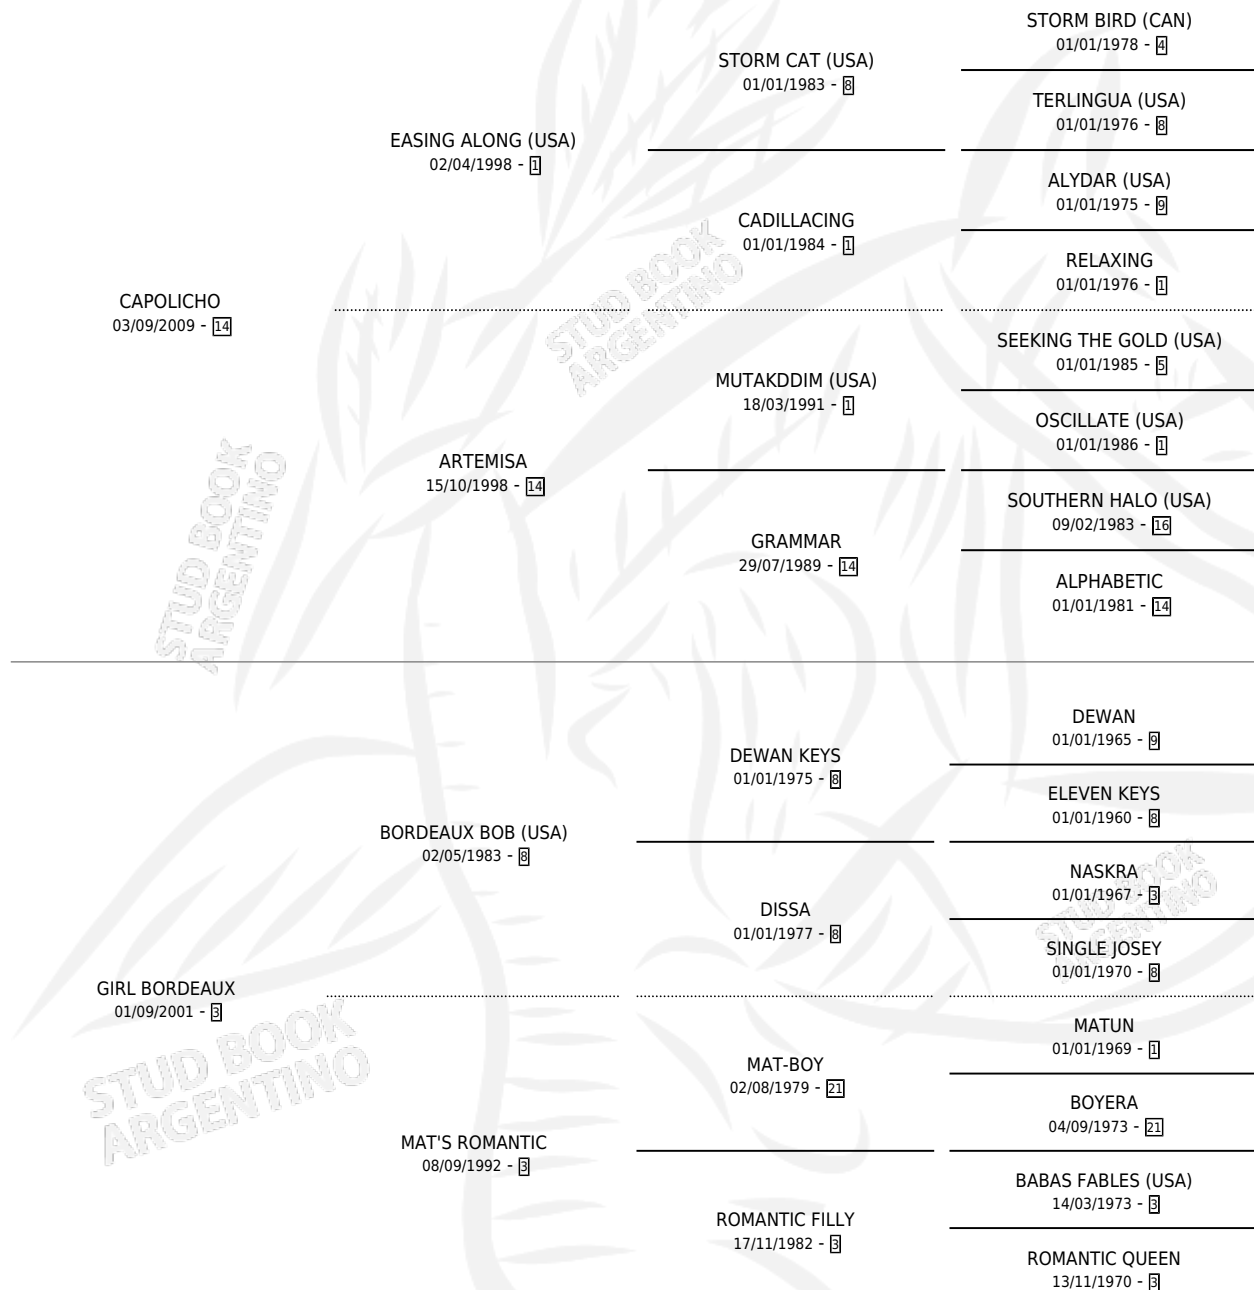 STORM BIRD (CAN)
01/01/1978 - 4
STORM CAT (USA)
01/01/1983 - 8
TERLINGUA (USA)
01/01/1976 - 8
EASING ALONG (USA)
02/04/1998 - 1
ALYDAR (USA)
01/01/1975 - 9
CADILLACING
01/01/1984 - 1
RELAXING
01/01/1976 - 1
CAPOLICHO
03/09/2009 - 14
SEEKING THE GOLD (USA)
01/01/1985 - 5
MUTAKDDIM (USA)
18/03/1991 - 1
OSCILLATE (USA)
01/01/1986 - 1
ARTEMISA
15/10/1998 - 14
SOUTHERN HALO (USA)
09/02/1983 - 16
GRAMMAR
29/07/1989 - 14
ALPHABETIC
01/01/1981 - 14
DEWAN
01/01/1965 - 9
DEWAN KEYS
01/01/1975 - 8
ELEVEN KEYS
01/01/1960 - 8
BORDEAUX BOB (USA)
02/05/1983 - 8
NASKRA
01/01/1967 - 3
DISSA
01/01/1977 - 8
SINGLE JOSEY
01/01/1970 - 8
GIRL BORDEAUX
01/09/2001 - 3
MATUN
01/01/1969 - 1
MAT-BOY
02/08/1979 - 21
BOYERA
04/09/1973 - 21
MAT'S ROMANTIC
08/09/1992 - 3
BABAS FABLES (USA)
14/03/1973 - 3
ROMANTIC FILLY
17/11/1982 - 3
ROMANTIC QUEEN
13/11/1970 - 3
STUD BOOK
ARGENTINO
STUD BOOK
ARGENTINO
STUD BOOK
ARGENTINO
STUD BOOK
ARGENTINO